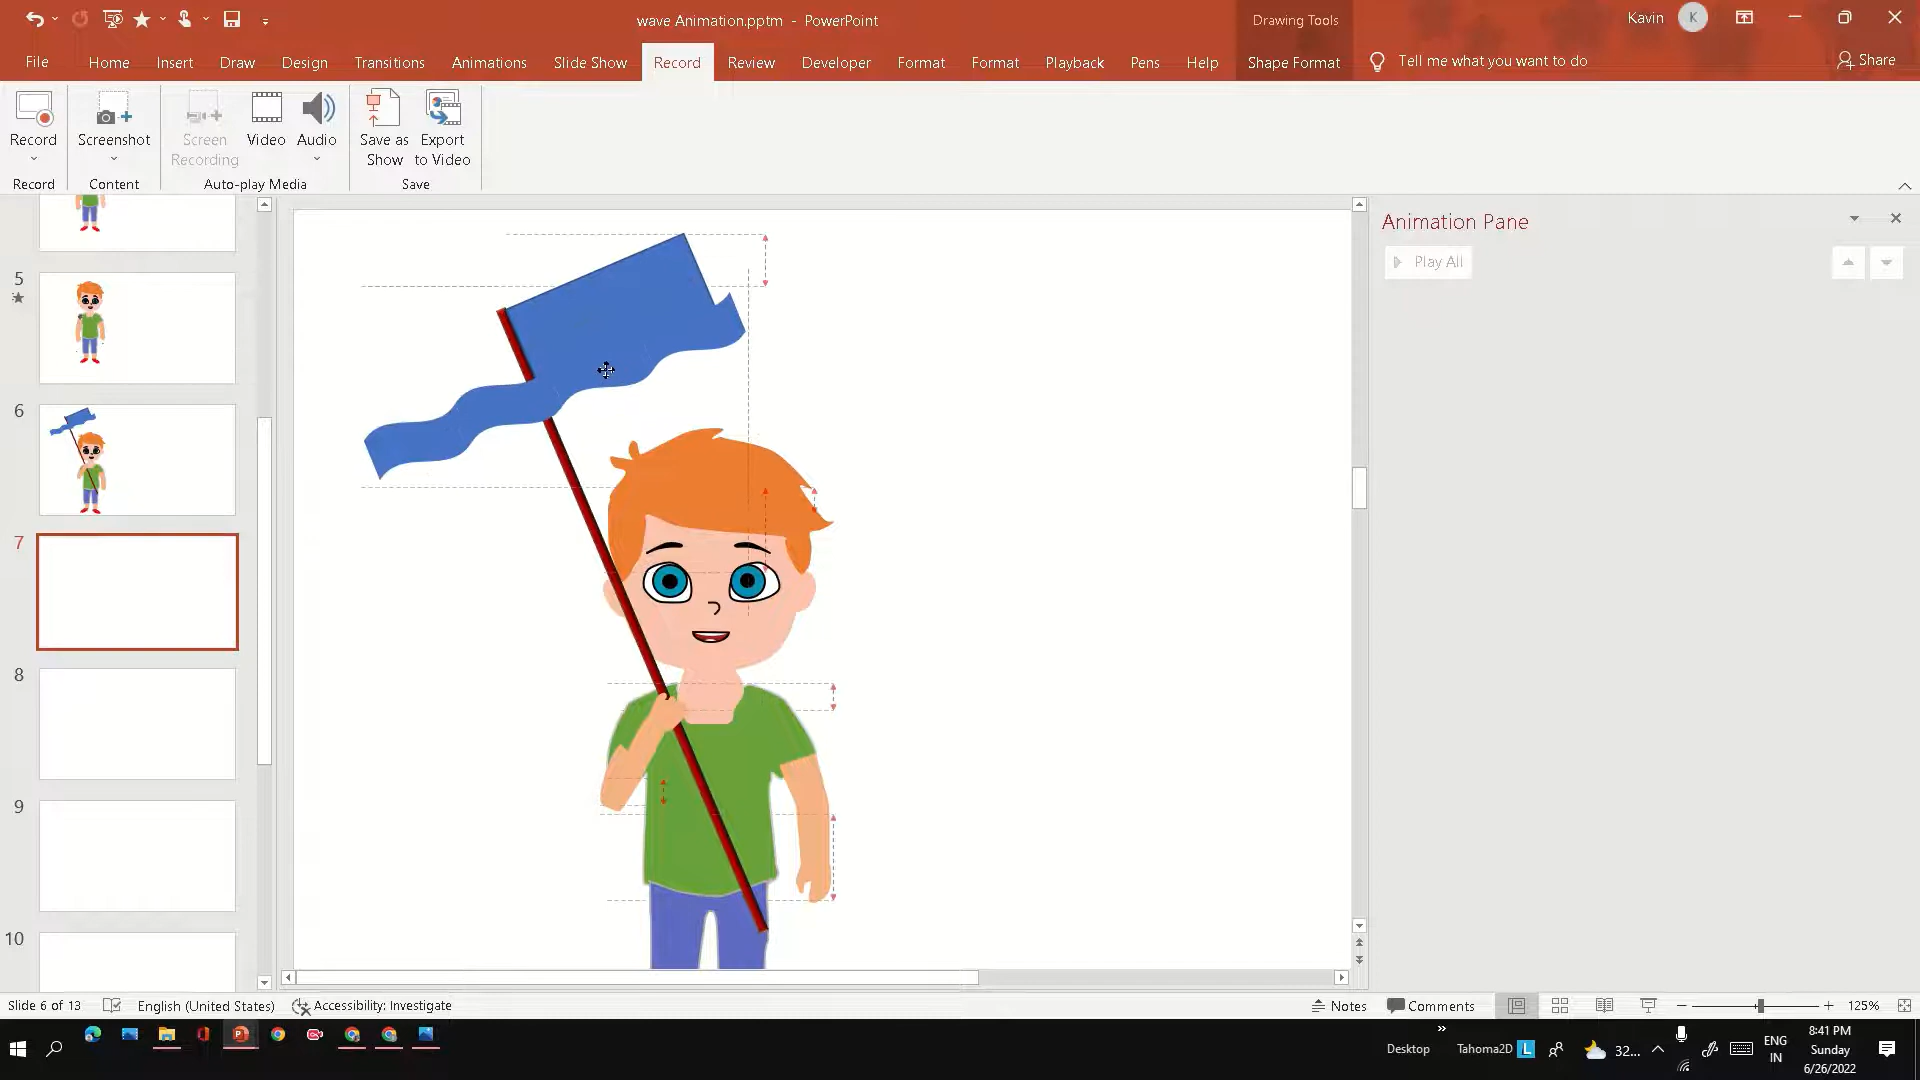 wave Animation.pptm - PowerPoint
Drawing Tools
Kavin
K
File
Home
Insert
Draw
Design
Transitions
Animations
Slide Show
Record
Review
Developer
Format
Format
Playback
Pens
Help
Shape Format
Tell me what you want to do
Share
Record
Screenshot
Screen
Recording
Video
Audio
Save as
Show
Export
to Video
Record
Content
Auto-play Media
Save
5
6
7
8
9
10
Animation Pane
Play All
Slide 6 of 13
English (United States)
Accessibility: Investigate
Notes
Comments
125%
Desktop
Tahoma2D
L
32...
ENG
IN
8:41 PM
Sunday
6/26/2022